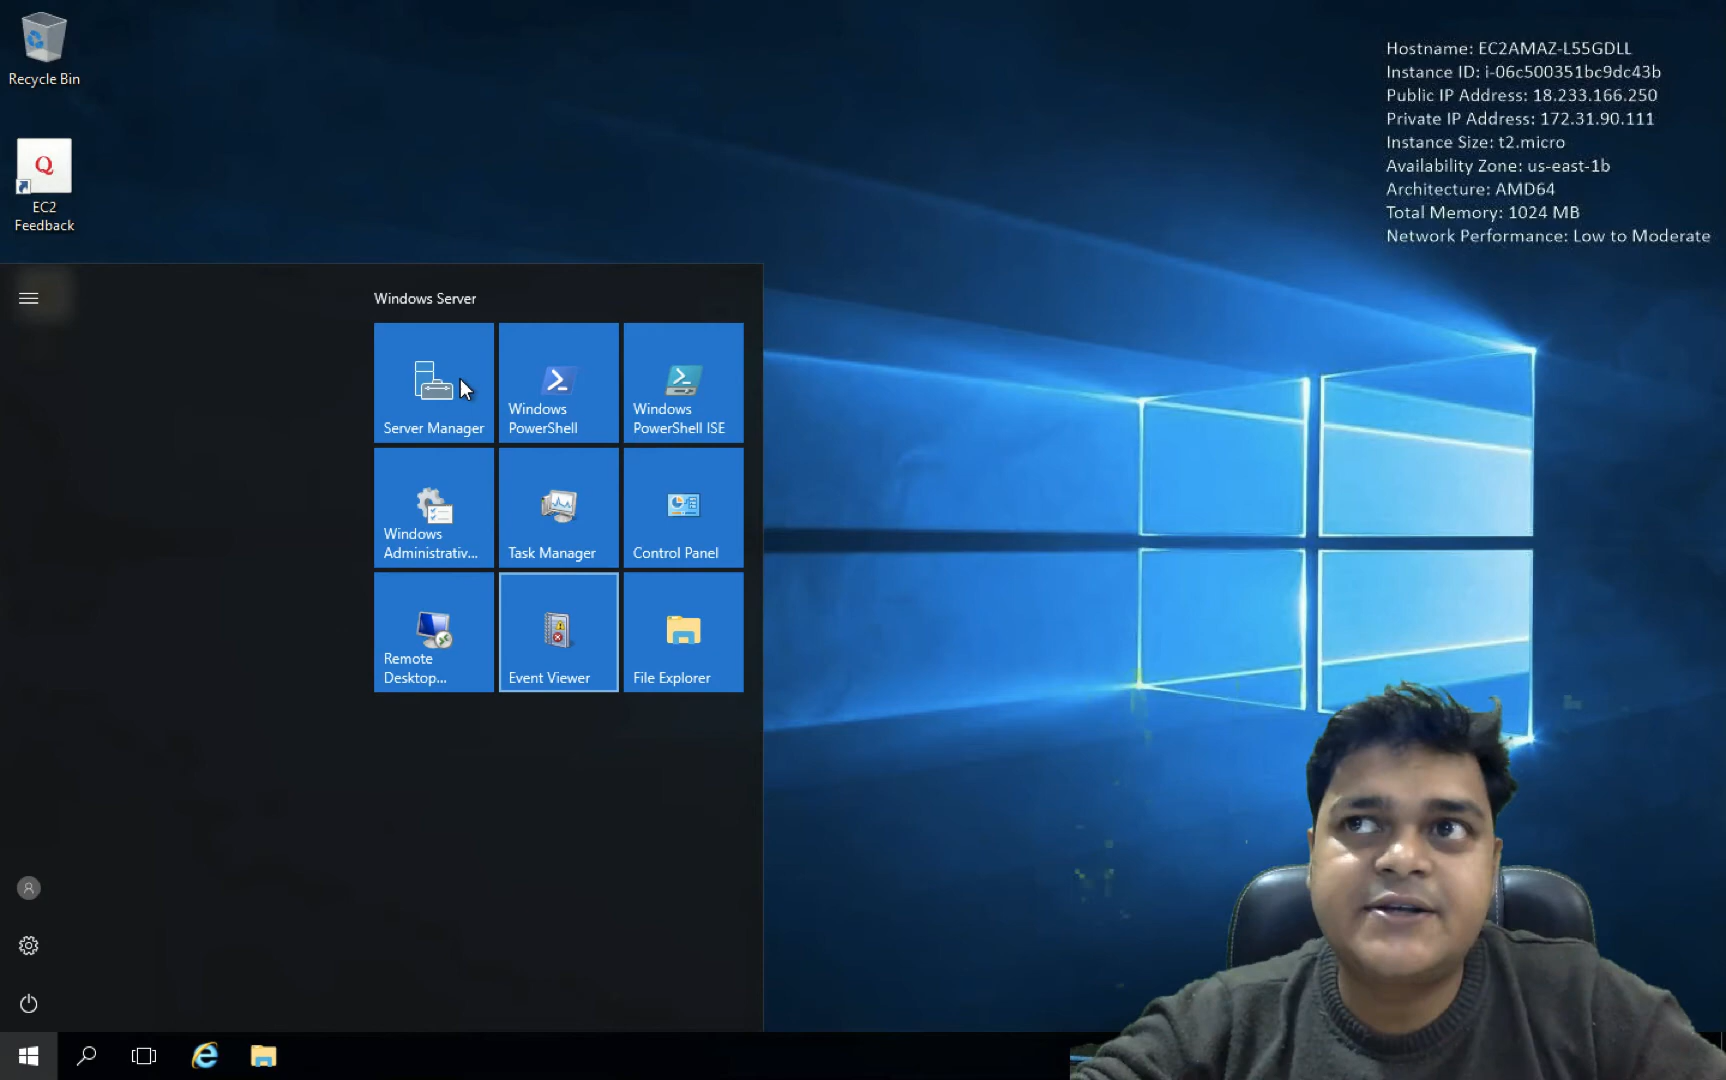 Recycle Bin
Q
EC2
Feedback
Hostname: EC2AMAZ-L55GDLL
Instance ID: i-06c500351bc9dc43b
Public IP Address: 18.233.166.250
Private IP Address: 172.31.90.111
Instance Size: t2.micro
Availability Zone: us-east-1b
Architecture: AMD64
Total Memory: 1024 MB
Network Performance: Low to Moderate
Windows Server
Server Manager
Windows
PowerShell
Windows
PowerShell ISE
Windows
Administrativ...
Task Manager
Control Panel
Remote
Desktop...
Event Viewer
File Explorer